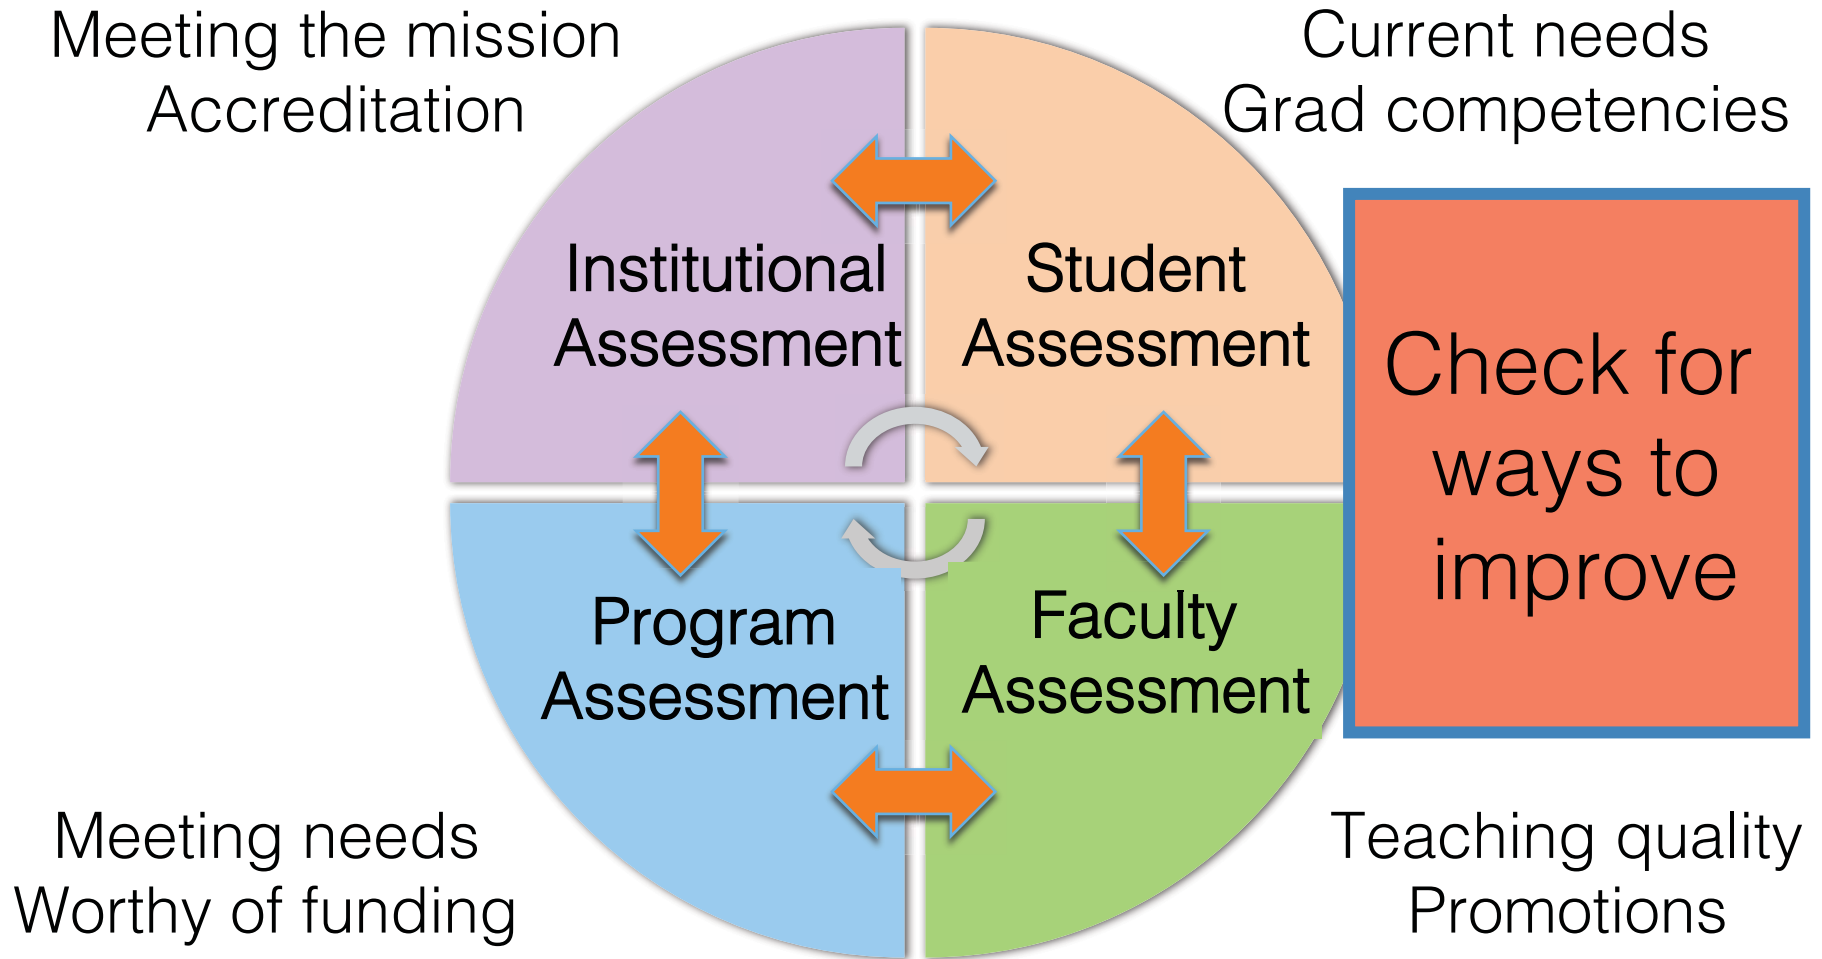 Meeting the mission
Accreditation
Current needs
Grad competencies
Institutional
Assessment
Student
Assessment
Check for
ways to
improve
Program
Assessment
Faculty
Assessment
Meeting needs
Worthy of funding
Teaching quality
Promotions